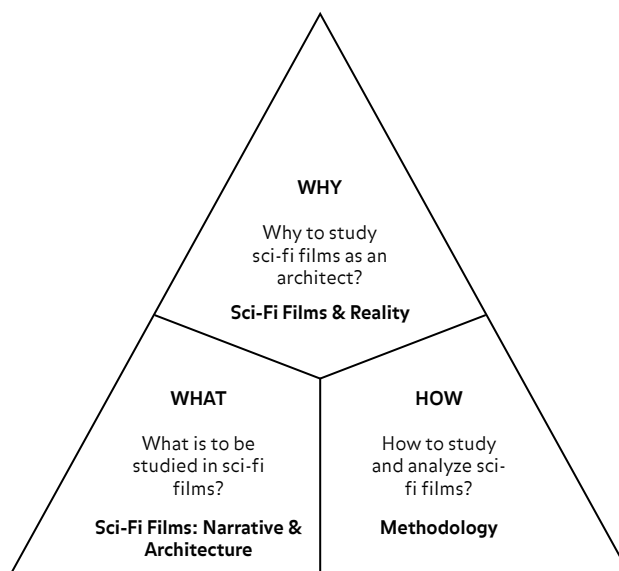 WHY
Why to study
sci-fi films as an
architect?
Sci-Fi Films & Reality
WHAT
What is to be
studied in sci-fi
films?
Sci-Fi Films: Narrative &
Architecture
HOW
How to study
and analyze sci-
fi films?
Methodology